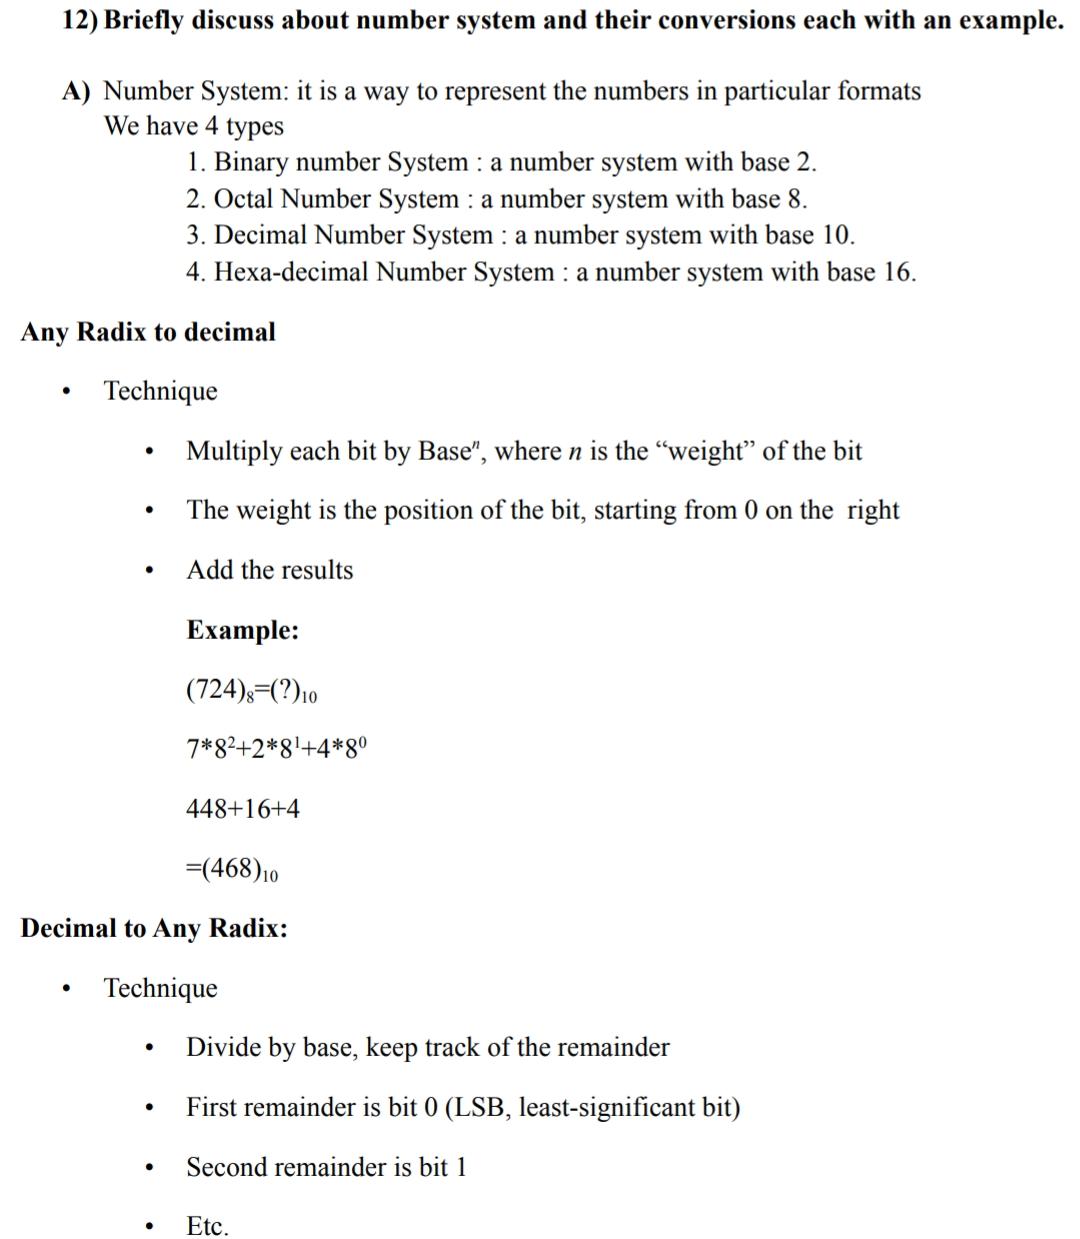 12) Briefly discuss about number system and their conversions each with an example.
A) Number System: it is a way to represent the numbers in particular formats
We have 4 types
1. Binary number System : a number system with base 2.
2. Octal Number System : a number system with base 8.
3. Decimal Number System : a number system with base 10.
4. Hexa-decimal Number System : a number system with base 16.
Any Radix to decimal
• Technique
• Multiply each bit by Baseⁿ, where n is the “weight” of the bit
• The weight is the position of the bit, starting from 0 on the right
• Add the results
Example:
(724)₈=(?)₁₀
7*8²+2*8¹+4*8⁰
448+16+4
=(468)₁₀
Decimal to Any Radix:
• Technique
• Divide by base, keep track of the remainder
• First remainder is bit 0 (LSB, least-significant bit)
• Second remainder is bit 1
• Etc.